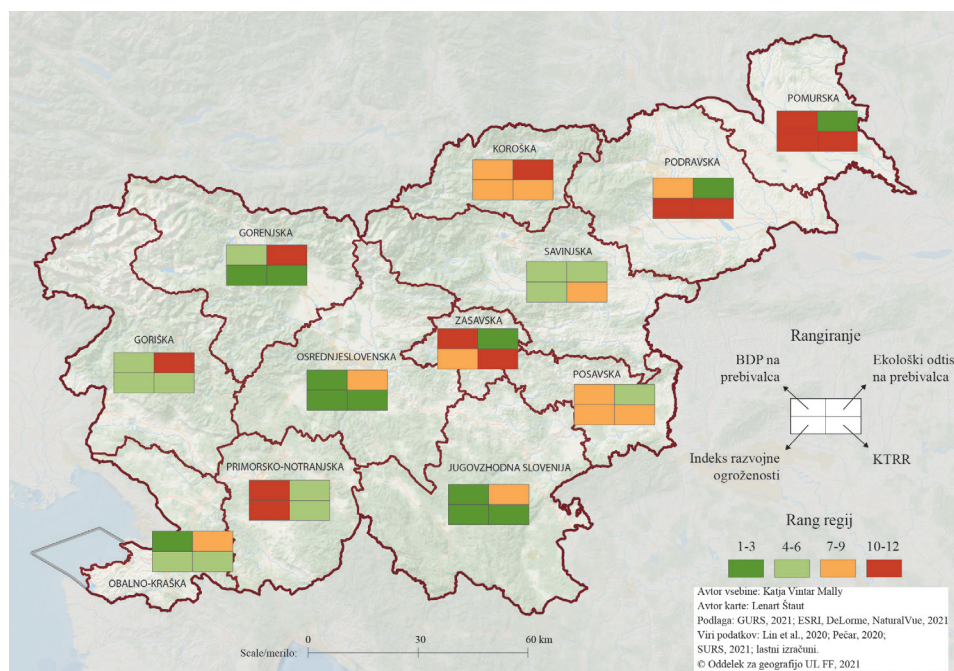 POMURSKA
KOROŠKA
PODRAVSKA
GORENJSKA
SAVINJSKA
ZASAVSKA
GORIŠKA
OSREDNJESLOVENSKA
POSAVSKA
PRIMORSKO-NOTRANJSKA
JUGOVZHODNA SLOVENIJA
OBALNO-KRAŠKA
Rangiranje
BDP na
prebivalca
Ekološki odtis
na prebivalca
Indeks razvojne
ogroženosti
KTRR
Rang regij
1-3 4-6 7-9 10-12
Avtor vsebine: Katja Vintar Mally
Avtor karte: Lenart Štaut
Podlaga: GURS, 2021; ESRI, DeLorme, NaturalVue, 2021
Viri podatkov: Lin et al., 2020; Pečar, 2020;
SURS, 2021; lastni izračuni.
© Oddelek za geografijo UL FF, 2021
0 30 60 km
Scale/merilo: